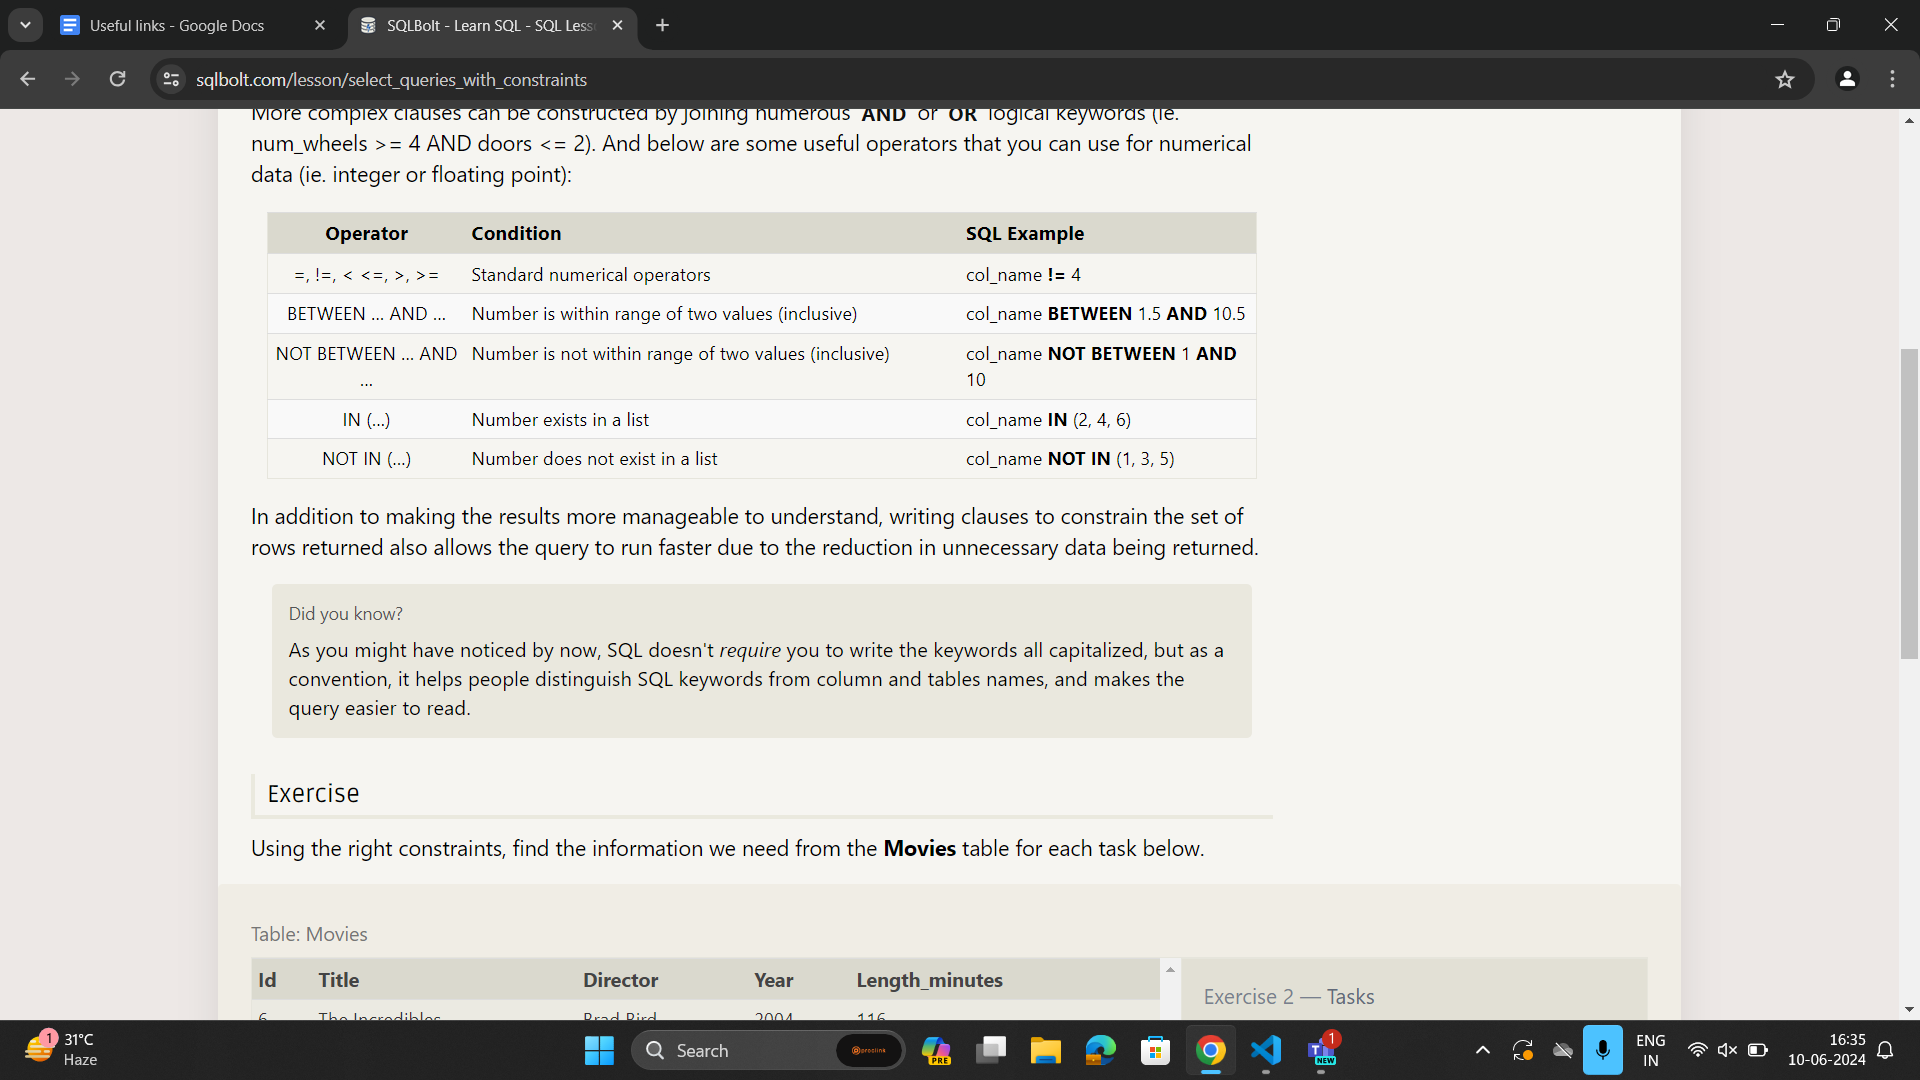 Useful links - Google Docs
SQLBolt - Learn SQL - SQL Less
sqlbolt.com/lesson/select_queries_with_constraints
More complex clauses can be constructed by joining numerous AND or OR logical keywords (ie.
num_wheels >= 4 AND doors <= 2). And below are some useful operators that you can use for numerical
data (ie. integer or floating point):
Operator Condition SQL Example
=, !=, < <=, >, >= Standard numerical operators col_name != 4
BETWEEN ... AND ... Number is within range of two values (inclusive) col_name BETWEEN 1.5 AND 10.5
NOT BETWEEN ... AND Number is not within range of two values (inclusive) col_name NOT BETWEEN 1 AND
... 10
IN (...) Number exists in a list col_name IN (2, 4, 6)
NOT IN (...) Number does not exist in a list col_name NOT IN (1, 3, 5)
In addition to making the results more manageable to understand, writing clauses to constrain the set of
rows returned also allows the query to run faster due to the reduction in unnecessary data being returned.
Did you know?
As you might have noticed by now, SQL doesn't require you to write the keywords all capitalized, but as a
convention, it helps people distinguish SQL keywords from column and tables names, and makes the
query easier to read.
Exercise
Using the right constraints, find the information we need from the Movies table for each task below.
Table: Movies
Id Title Director Year Length_minutes
6 The Incredibles Brad Bird 2004 116
Exercise 2 — Tasks
1
31°C
Haze
Search
proclink
PRE
1
NEW
ENG
IN
16:35
10-06-2024